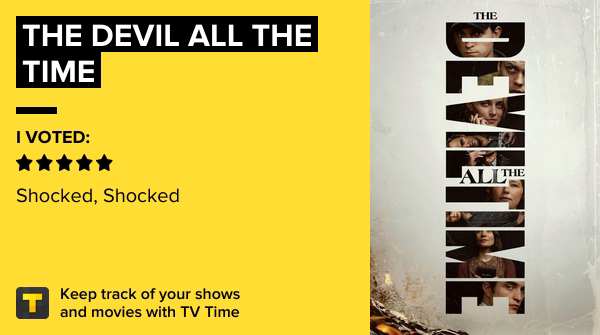 THE DEVIL ALL THE
TIME
I VOTED:
Shocked, Shocked
T
Keep track of your shows
and movies with TV Time
THE
DEVIL
ALL THE
TIME